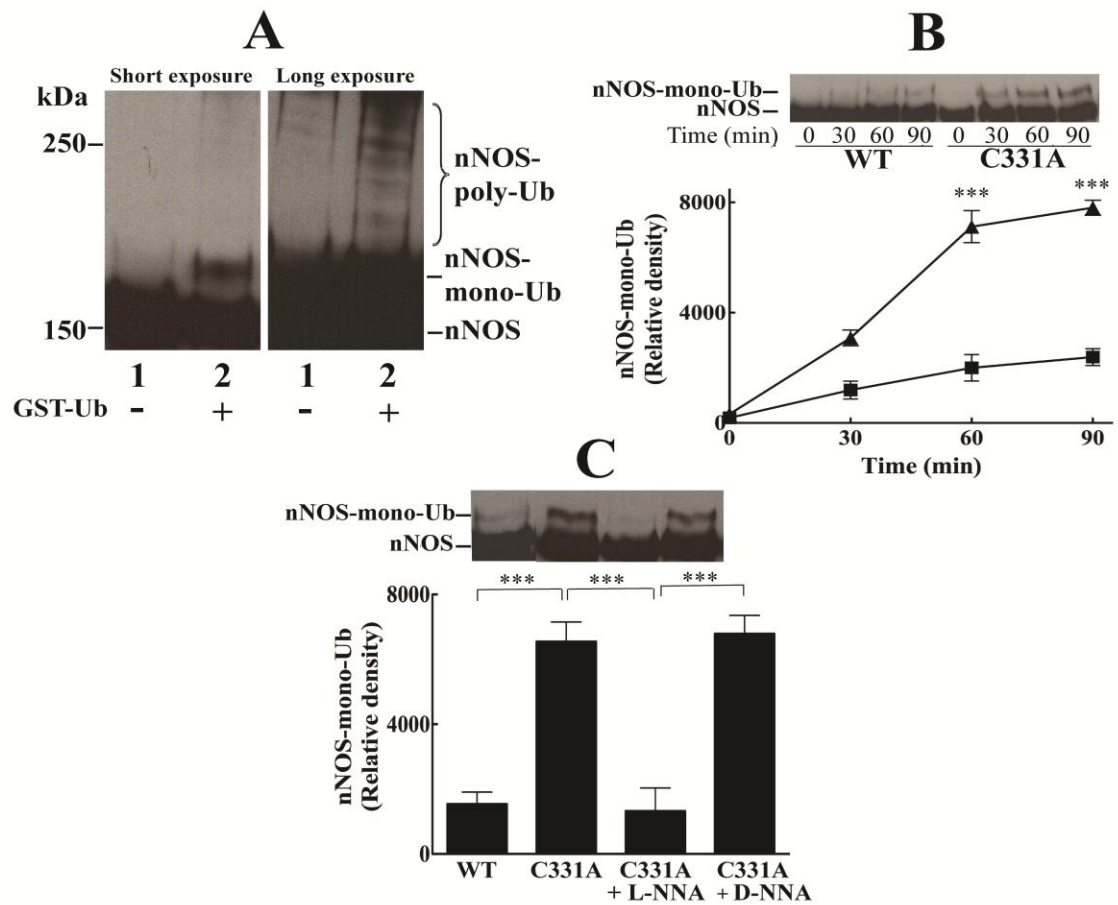 A
Short exposure Long exposure
kDa
250
150
nNOS-
poly-Ub
nNOS-
mono-Ub
nNOS
1 2 1 2
GST-Ub - + - +
B
nNOS-mono-Ub
nNOS
Time (min) 0 30 60 90 0 30 60 90
WT C331A
nNOS-mono-Ub
(Relative density)
8000
4000
0
*** ***
0 30 60 90
Time (min)
C
nNOS-mono-Ub
nNOS
*** *** ***
nNOS-mono-Ub
(Relative density)
8000
4000
0
WT C331A C331A C331A
+ L-NNA + D-NNA